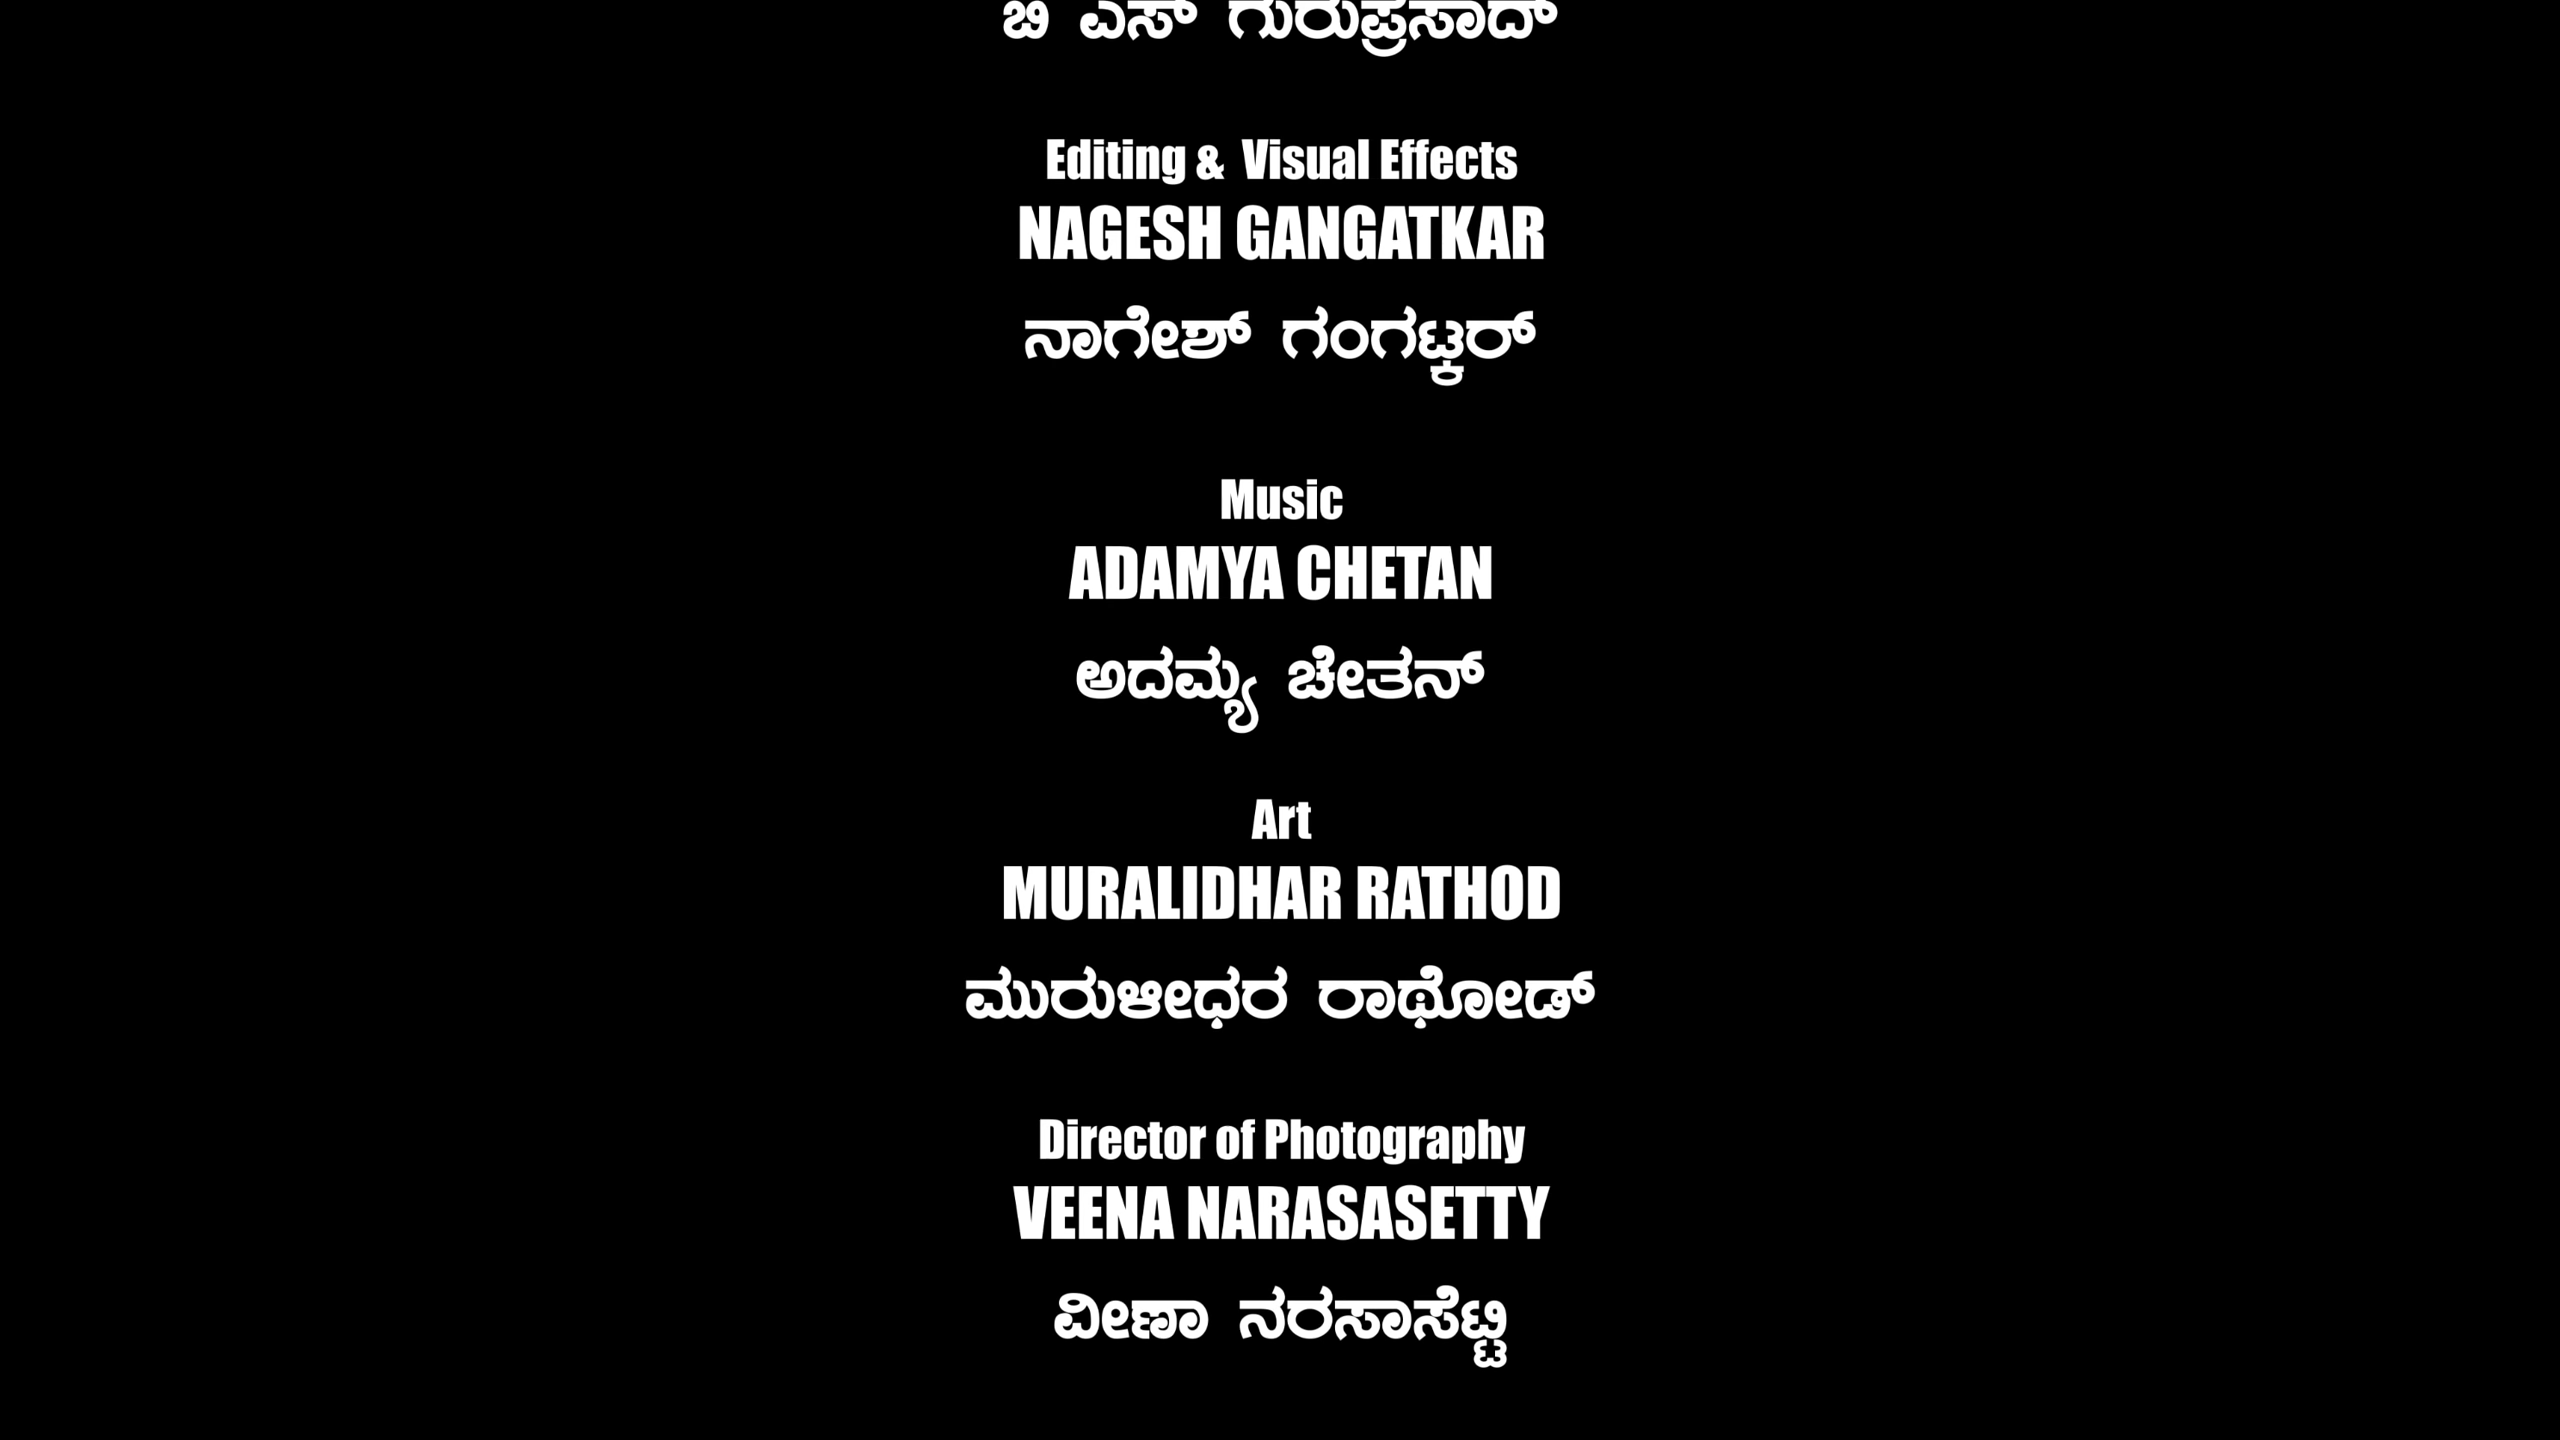 ಎಸ್ ಗುರುಪ್ರಸಾದ್
Editing & Visual Effects
NAGESH GANGATKAR
ನಾಗೇಶ್ ಗಂಗಟ್ಕರ್
Music
ADAMYA CHETAN
ಅದಮ್ಯ ಚೇತನ್
Art
MURALIDHAR RATHOD
ಮುರುಳೀಧರ ರಾಥೋಡ್
Director of Photography
VEENA NARASASETTY
ವೀಣಾ ನರಸಾಸೆಟ್ಟಿ